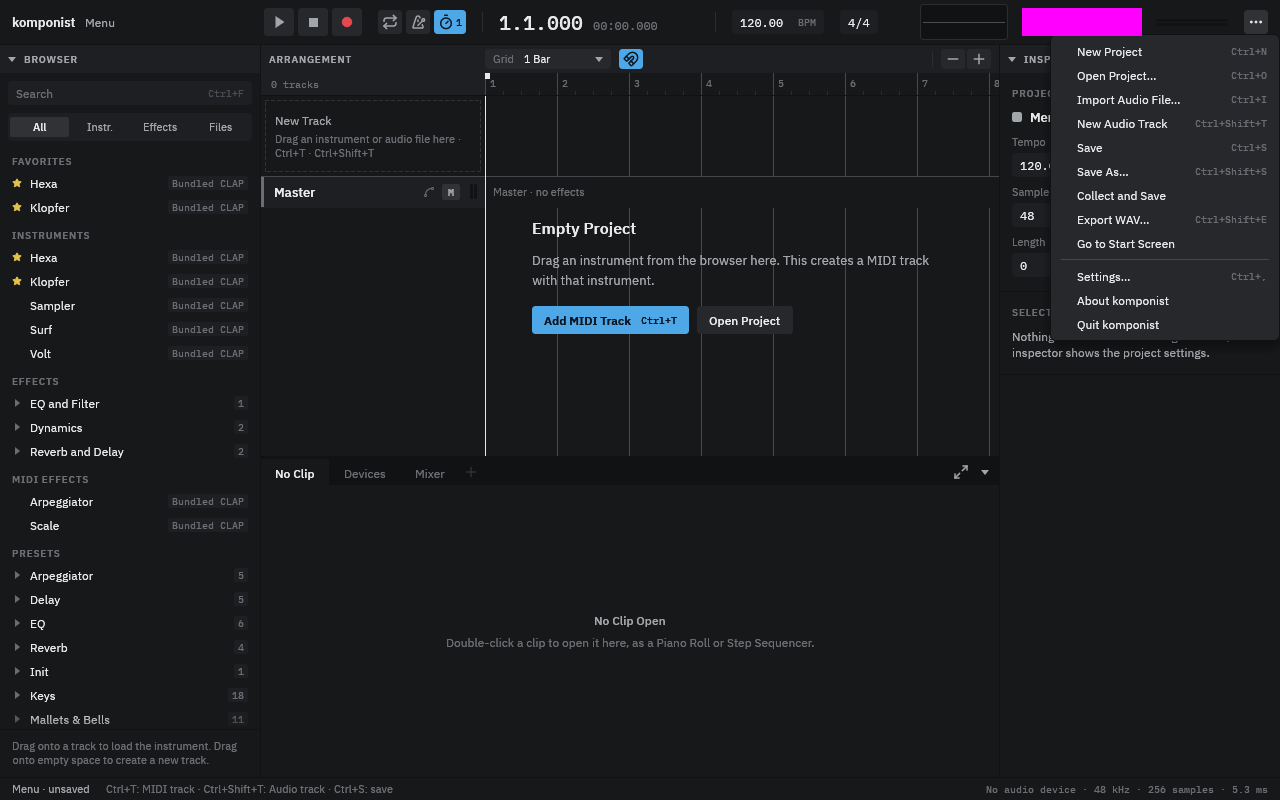 komponist Menu
1
1.1.000 00:00.000
120.00 BPM
4/4
BROWSER
Search Ctrl+F
All Instr. Effects Files
FAVORITES
Hexa Bundled CLAP
Klopfer Bundled CLAP
INSTRUMENTS
Hexa Bundled CLAP
Klopfer Bundled CLAP
Sampler Bundled CLAP
Surf Bundled CLAP
Volt Bundled CLAP
EFFECTS
EQ and Filter 1
Dynamics 2
Reverb and Delay 2
MIDI EFFECTS
Arpeggiator Bundled CLAP
Scale Bundled CLAP
PRESETS
Arpeggiator 5
Delay 5
EQ 6
Reverb 4
Init 1
Keys 18
Mallets & Bells 11
Drag onto a track to load the instrument. Drag
onto empty space to create a new track.
ARRANGEMENT
Grid 1 Bar
0 tracks
1 2 3 4 5 6 7 8
New Track
Drag an instrument or audio file here ·
Ctrl+T · Ctrl+Shift+T
Master M
Master · no effects
Empty Project
Drag an instrument from the browser here. This creates a MIDI track
with that instrument.
Add MIDI Track Ctrl+T
Open Project
No Clip Devices Mixer
No Clip Open
Double-click a clip to open it here, as a Piano Roll or Step Sequencer.
Tempo
Sample
48
Length
0
Nothing
inspector shows the project settings.
New Project Ctrl+N
Open Project... Ctrl+O
Import Audio File... Ctrl+I
New Audio Track Ctrl+Shift+T
Save Ctrl+S
Save As... Ctrl+Shift+S
Collect and Save
Export WAV... Ctrl+Shift+E
Go to Start Screen
Settings... Ctrl+,
About komponist
Quit komponist
Menu · unsaved Ctrl+T: MIDI track · Ctrl+Shift+T: Audio track · Ctrl+S: save
No audio device · 48 kHz · 256 samples · 5.3 ms